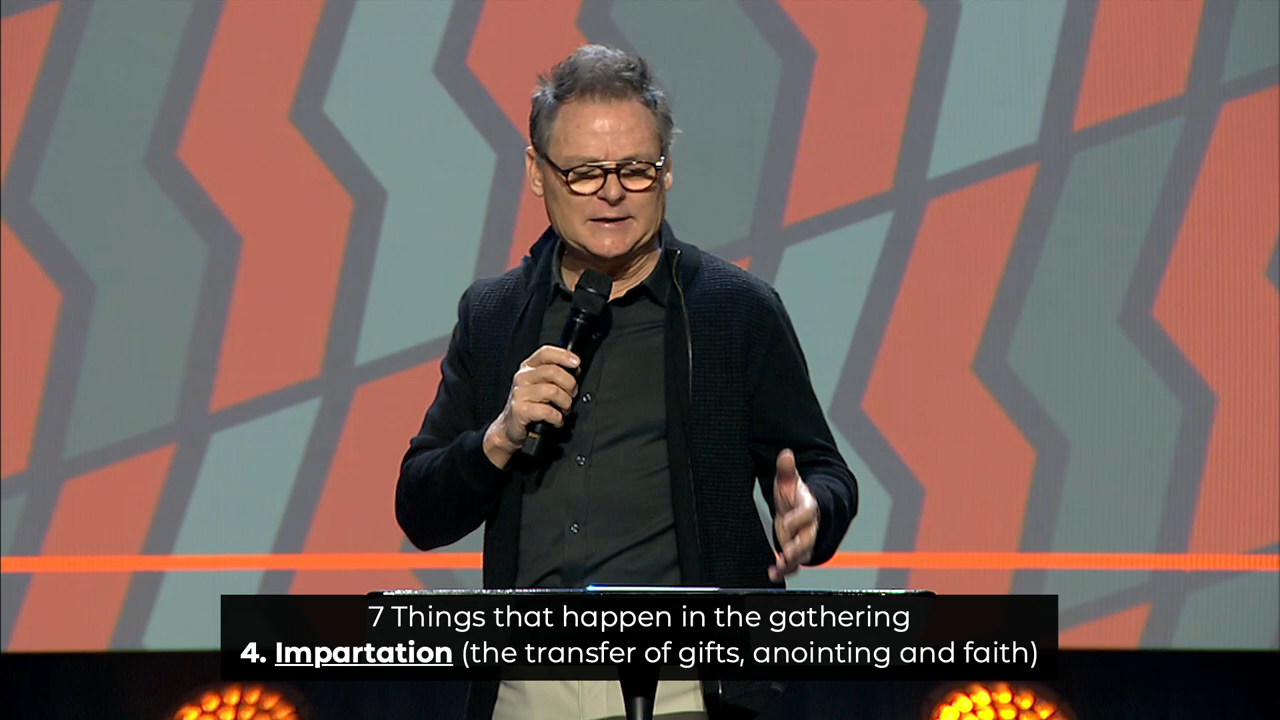 7 Things that happen in the gathering
4. Impartation (the transfer of gifts, anointing and faith)